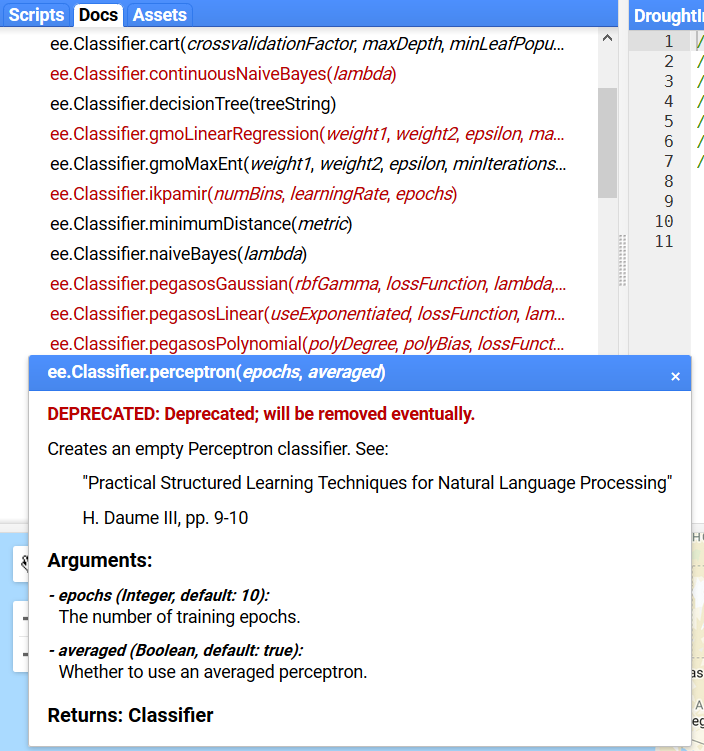 Scripts Docs Assets
DroughtIn
ee.Classifier.cart(crossvalidationFactor, maxDepth, minLeafPopu...
ee.Classifier.continuousNaiveBayes(lambda)
ee.Classifier.decisionTree(treeString)
ee.Classifier.gmoLinearRegression(weight1, weight2, epsilon, ma...
ee.Classifier.gmoMaxEnt(weight1, weight2, epsilon, minIterations...
ee.Classifier.ikpamir(numBins, learningRate, epochs)
ee.Classifier.minimumDistance(metric)
ee.Classifier.naiveBayes(lambda)
ee.Classifier.pegasosGaussian(rbfGamma, lossFunction, lambda,...
ee.Classifier.pegasosLinear(useExponentiated, lossFunction, lam...
ee.Classifier.pegasosPolynomial(polyDegree, polyBias, lossFunct...
1 /
2 /
3 /
4 /
5 /
6 /
7 /
8
9
10
11
ee.Classifier.perceptron(epochs, averaged)
×
DEPRECATED: Deprecated; will be removed eventually.
Creates an empty Perceptron classifier. See:
"Practical Structured Learning Techniques for Natural Language Processing"
H. Daume III, pp. 9-10
Arguments:
- epochs (Integer, default: 10):
The number of training epochs.
- averaged (Boolean, default: true):
Whether to use an averaged perceptron.
Returns: Classifier